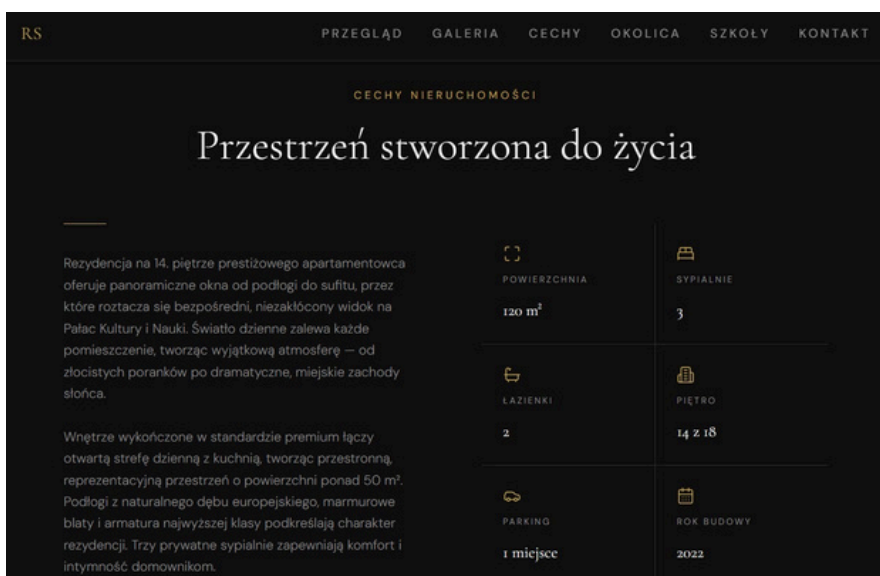 RS
PRZEGLĄD GALERIA CECHY OKOLICA SZKOŁY KONTAKT
CECHY NIERUCHOMOŚCI
Przestrzeń stworzona do życia
Rezydencja na 14. piętrze prestiżowego apartamentowca
oferuje panoramiczne okna od podłogi do sufitu, przez
które roztacza się bezpośredni, niezakłócony widok na
Pałac Kultury i Nauki. Światło dzienne zalewa każde
pomieszczenie, tworząc wyjątkową atmosferę — od
złocistych poranków po dramatyczne, miejskie zachody
słońca.
Wnętrze wykończone w standardzie premium łączy
otwartą strefę dzienną z kuchnią, tworząc przestronną,
reprezentacyjną przestrzeń o powierzchni ponad 50 m².
Podłogi z naturalnego dębu europejskiego, marmurowe
blaty i armatura najwyższej klasy podkreślają charakter
rezydencji. Trzy prywatne sypialnie zapewniają komfort i
intymność domownikom.
POWIERZCHNIA
120 m²
SYPIALNIE
3
ŁAZIENKI
2
PIĘTRO
14 z 18
PARKING
1 miejsce
ROK BUDOWY
2022